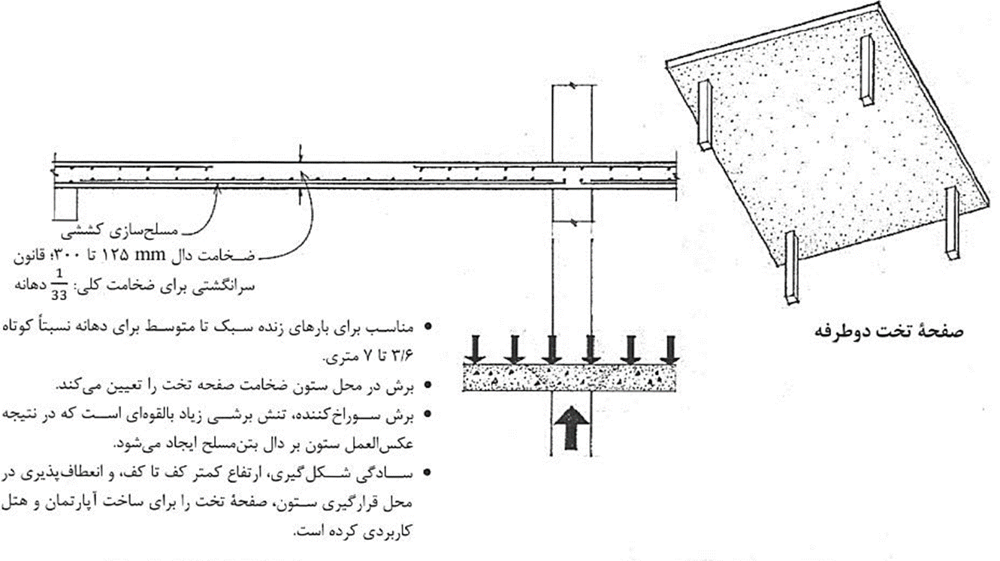 صفحهٔ تخت دوطرفه
مسلح‌سازی کششی
ضخامت دال ۱۲۵ mm تا ۳۰۰؛ قانون
سرانگشتی برای ضخامت کلی: 1/33 دهانه
• مناسب برای بارهای زنده سبک تا متوسط برای دهانه نسبتاً کوتاه
۳/۶ تا ۷ متری.
• برش در محل ستون ضخامت صفحه تخت را تعیین می‌کند.
• برش سوراخ‌کننده، تنش برشی زیاد بالقوه‌ای است که در نتیجه
عکس‌العمل ستون بر دال بتن‌مسلح ایجاد می‌شود.
• سادگی شکل‌گیری، ارتفاع کمتر کف تا کف، و انعطاف‌پذیری در
محل قرارگیری ستون، صفحهٔ تخت را برای ساخت آپارتمان و هتل
کاربردی کرده است.